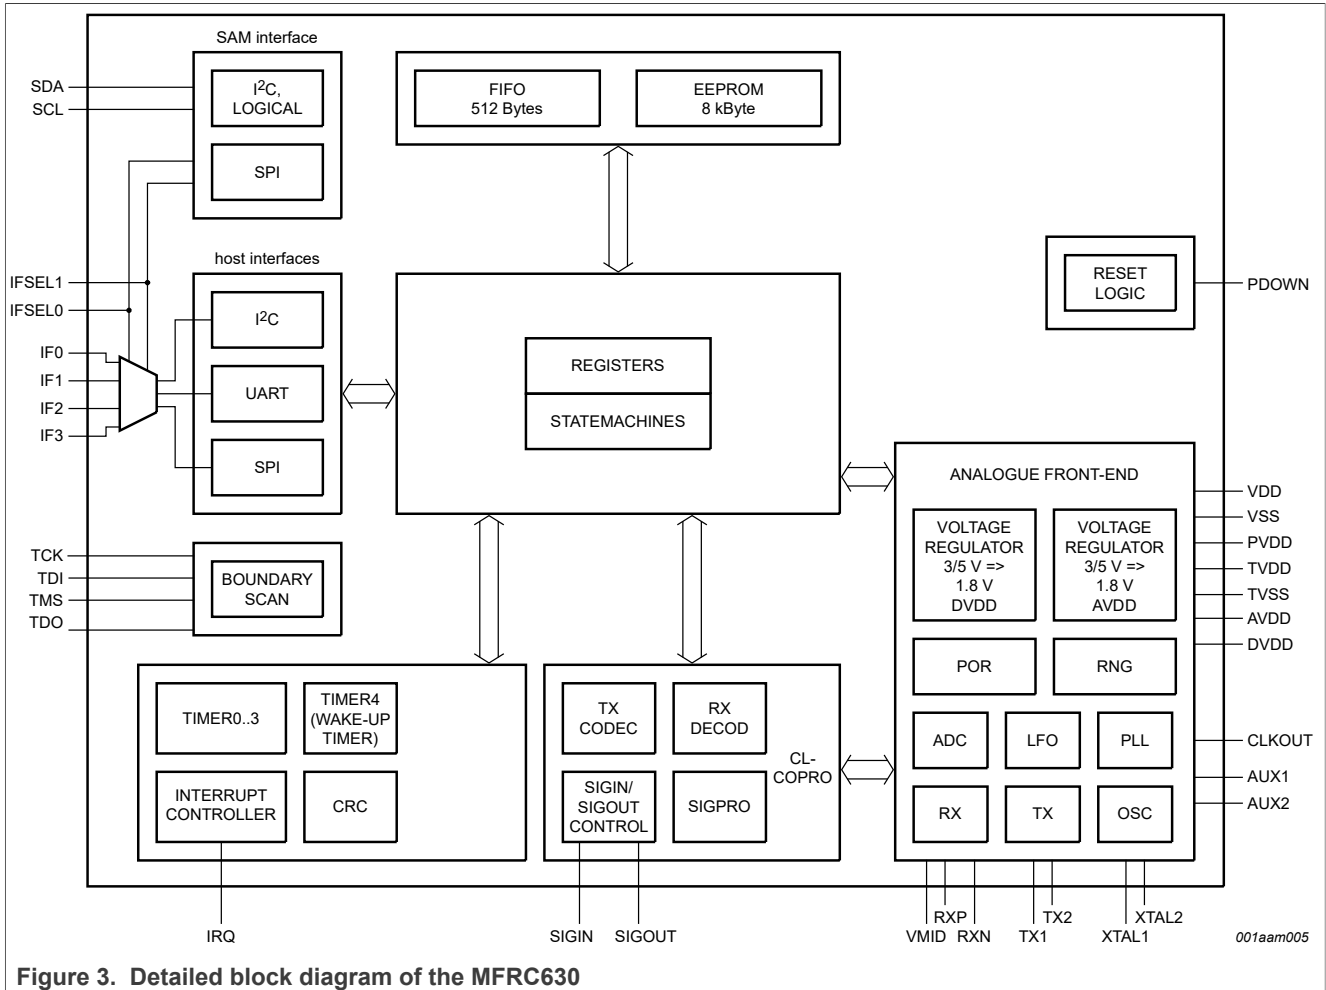 SAM interface
SDA
SCL
I2C,
LOGICAL
SPI
FIFO
512 Bytes
EEPROM
8 kByte
host interfaces
IFSEL1
IFSEL0
IF0
IF1
IF2
IF3
I2C
UART
SPI
REGISTERS
STATEMACHINES
RESET
LOGIC
PDOWN
TCK
TDI
TMS
TDO
BOUNDARY
SCAN
ANALOGUE FRONT-END
VOLTAGE
REGULATOR
3/5 V =>
1.8 V
DVDD
VOLTAGE
REGULATOR
3/5 V =>
1.8 V
AVDD
POR
RNG
ADC
LFO
PLL
RX
TX
OSC
VDD
VSS
PVDD
TVDD
TVSS
AVDD
DVDD
CLKOUT
AUX1
AUX2
TIMER0..3
TIMER4
(WAKE-UP
TIMER)
INTERRUPT
CONTROLLER
CRC
TX
CODEC
RX
DECOD
SIGIN/
SIGOUT
CONTROL
SIGPRO
CL-
COPRO
IRQ
SIGIN
SIGOUT
VMID
RXP
RXN
TX1
TX2
XTAL1
XTAL2
001aam005
Figure 3. Detailed block diagram of the MFRC630